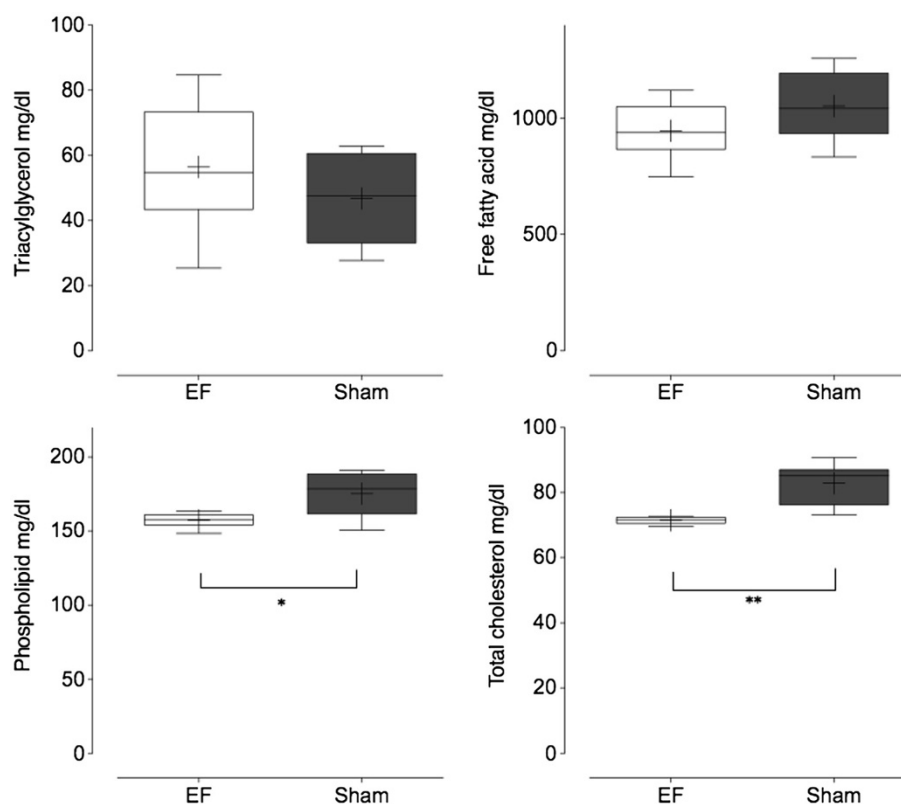 Triacylglycerol mg/dl
100
80
60
40
20
0
EF Sham
Free fatty acid mg/dl
1000
500
0
EF Sham
Phospholipid mg/dl
200
150
100
50
0
*
EF Sham
Total cholesterol mg/dl
100
80
60
40
20
0
**
EF Sham